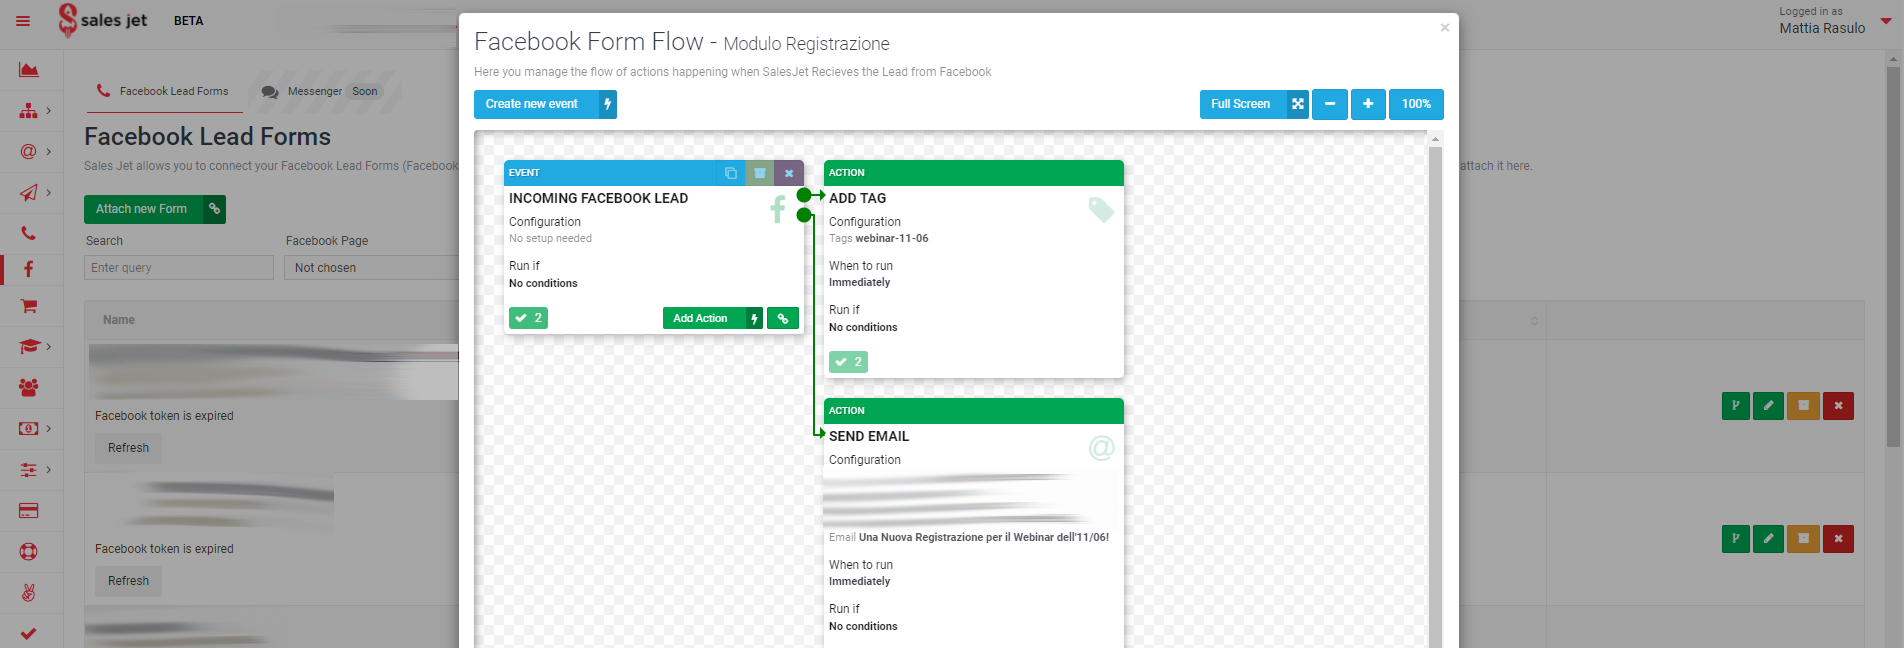 sales jet BETA
Logged in as
Mattia Rasulo
Facebook Lead Forms
Messenger Soon
Facebook Lead Forms
Sales Jet allows you to connect your Facebook Lead Forms (Facebook
attach it here.
Attach new Form
Search
Facebook Page
Enter query
Not chosen
Name
Facebook token is expired
Refresh
Facebook token is expired
Refresh
×
Facebook Form Flow - Modulo Registrazione
Here you manage the flow of actions happening when SalesJet Recieves the Lead from Facebook
Create new event
Full Screen
100%
EVENT
INCOMING FACEBOOK LEAD
Configuration
No setup needed
Run if
No conditions
2
Add Action
ACTION
ADD TAG
Configuration
Tags webinar-11-06
When to run
Immediately
Run if
No conditions
2
ACTION
SEND EMAIL
Configuration
Email Una Nuova Registrazione per il Webinar dell'11/06!
When to run
Immediately
Run if
No conditions